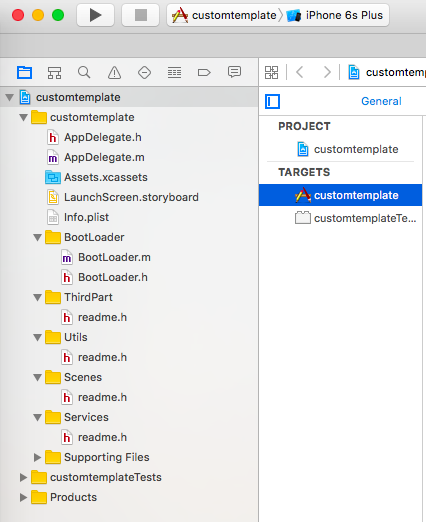 customtemplate iPhone 6s Plus
customtem
customtemplate
General
customtemplate
AppDelegate.h
AppDelegate.m
Assets.xcassets
LaunchScreen.storyboard
Info.plist
BootLoader
BootLoader.m
BootLoader.h
ThirdPart
readme.h
Utils
readme.h
Scenes
readme.h
Services
readme.h
Supporting Files
customtemplateTests
Products
PROJECT
customtemplate
TARGETS
customtemplate
customtemplateTe...